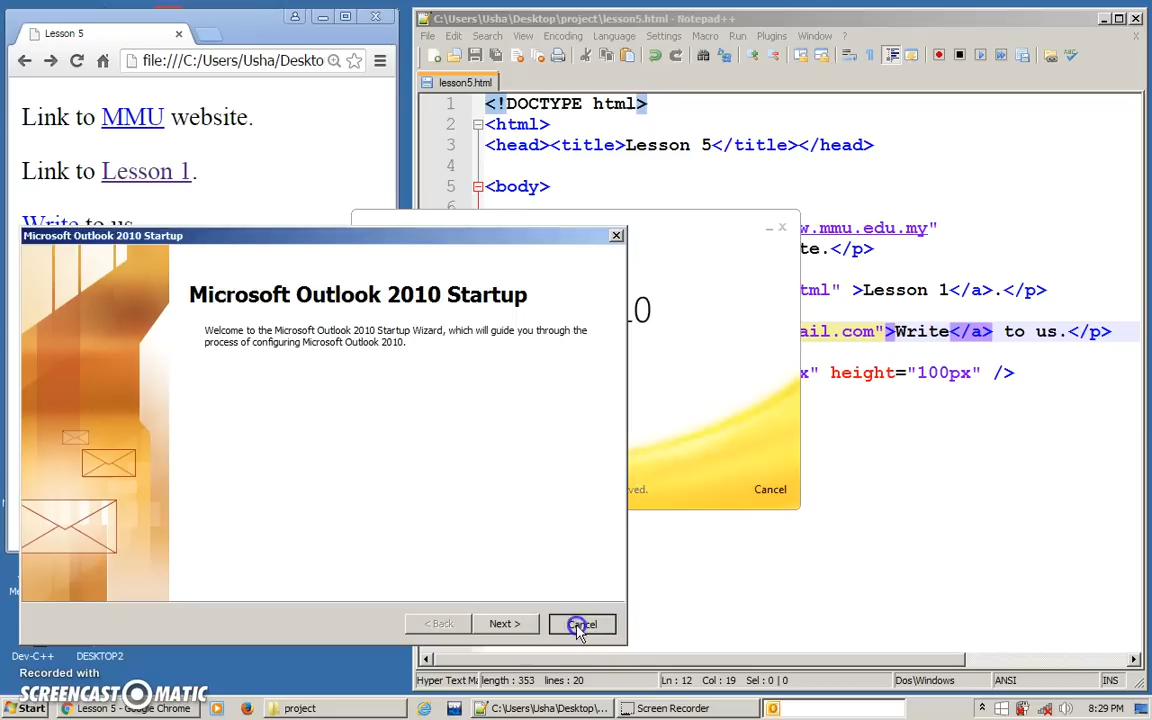 Lesson 5
file:///C:/Users/Usha/Deskto
Link to MMU website.
Link to Lesson 1.
Write to us
C:\Users\Usha\Desktop\project\lesson5.html - Notepad++
File Edit Search View Encoding Language Settings Macro Run Plugins Window ?
X
lesson5.html
1 <!DOCTYPE html>
2 <html>
3 <head><title>Lesson 5</title></head>
4
5 <body>
6
w.mmu.edu.my"
te.</p>
tml" >Lesson 1</a>.</p>
ail.com">Write</a> to us.</p>
x" height="100px" />
10
ved.
Cancel
Microsoft Outlook 2010 Startup
Microsoft Outlook 2010 Startup
Welcome to the Microsoft Outlook 2010 Startup Wizard, which will guide you through the
process of configuring Microsoft Outlook 2010.
< Back Next > Cancel
Dev-C++ DESKTOP2
Recorded with
SCREENCAST MATIC
Hyper Text Ma length : 353 lines : 20 Ln : 12 Col : 19 Sel : 0 | 0 Dos\Windows ANSI INS
Start Lesson 5 - Google Chrome project C:\Users\Usha\Desktop\... Screen Recorder 8:29 PM